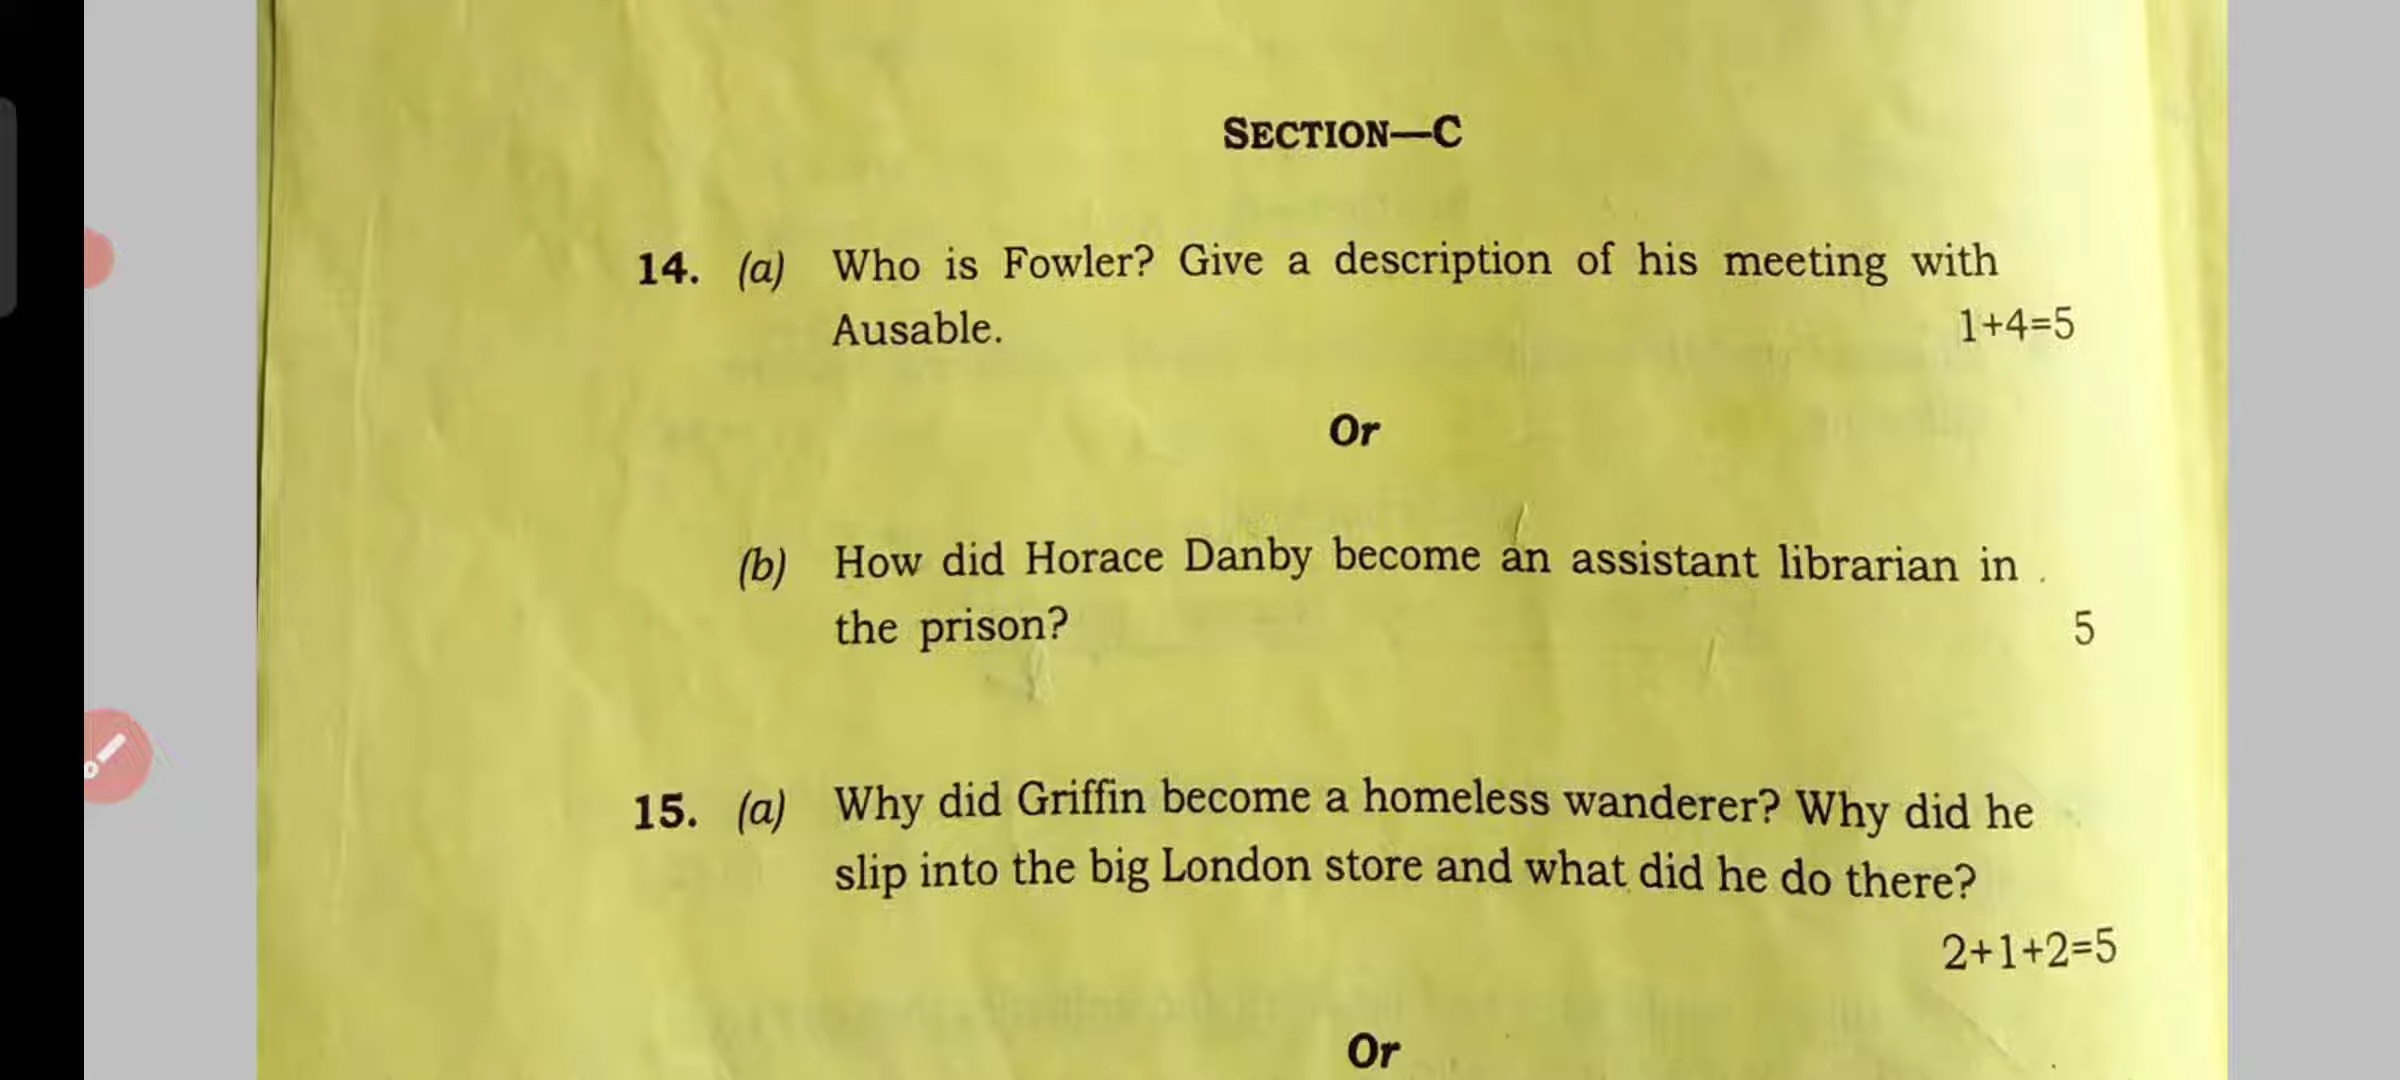 SECTION—C
14. (a) Who is Fowler? Give a description of his meeting with
Ausable. 1+4=5
Or
(b) How did Horace Danby become an assistant librarian in
the prison? 5
15. (a) Why did Griffin become a homeless wanderer? Why did he
slip into the big London store and what did he do there?
2+1+2=5
Or